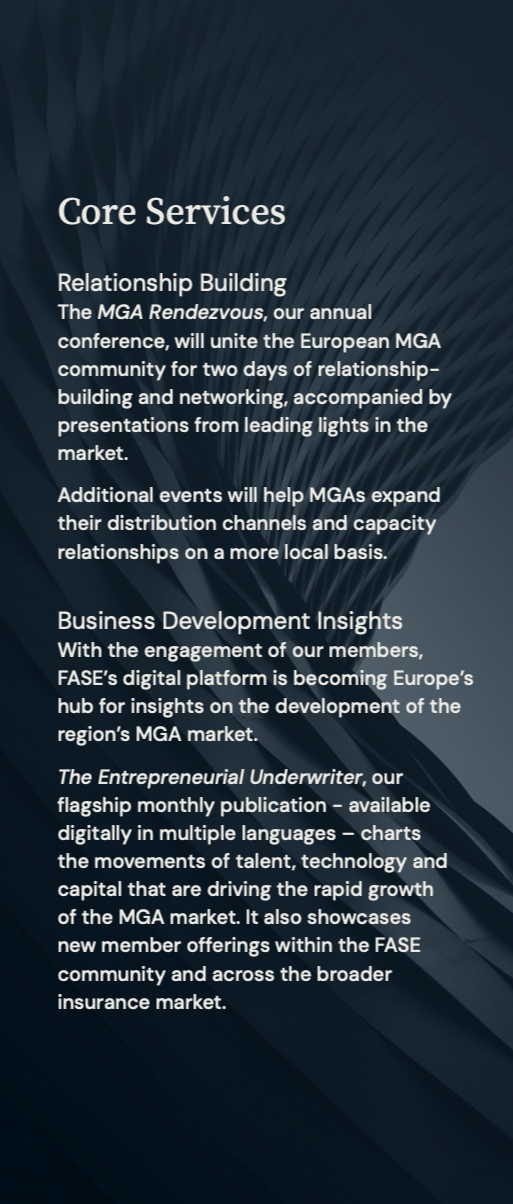 Core Services
Relationship Building
The MGA Rendezvous, our annual
conference, will unite the European MGA
community for two days of relationship-
building and networking, accompanied by
presentations from leading lights in the
market.
Additional events will help MGAs expand
their distribution channels and capacity
relationships on a more local basis.
Business Development Insights
With the engagement of our members,
FASE’s digital platform is becoming Europe’s
hub for insights on the development of the
region’s MGA market.
The Entrepreneurial Underwriter, our
flagship monthly publication - available
digitally in multiple languages – charts
the movements of talent, technology and
capital that are driving the rapid growth
of the MGA market. It also showcases
new member offerings within the FASE
community and across the broader
insurance market.